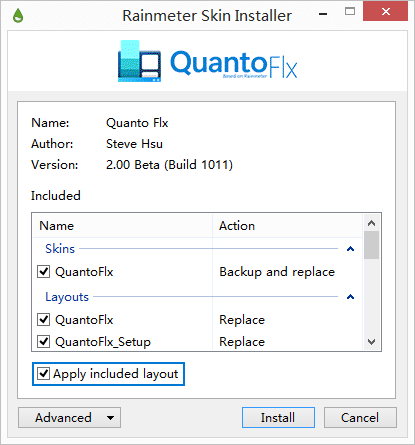 Rainmeter Skin Installer
QuantoFlx
Based on Rainmeter
Name: Quanto Flx
Author: Steve Hsu
Version: 2.00 Beta (Build 1011)
Included
Name Action
Skins
QuantoFlx Backup and replace
Layouts
QuantoFlx Replace
QuantoFlx_Setup Replace
Apply included layout
Advanced Install Cancel